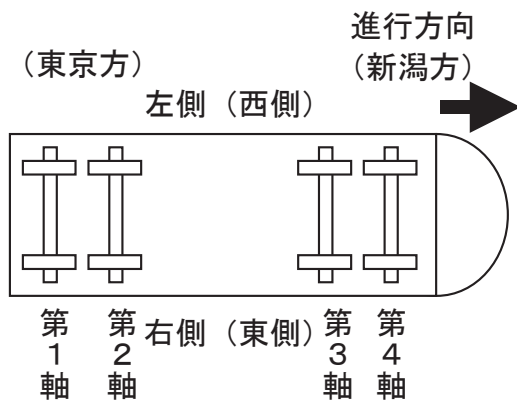 進行方向
（東京方）
（新潟方）
左側（西側）
右側（東側）
第1軸
第2軸
第3軸
第4軸